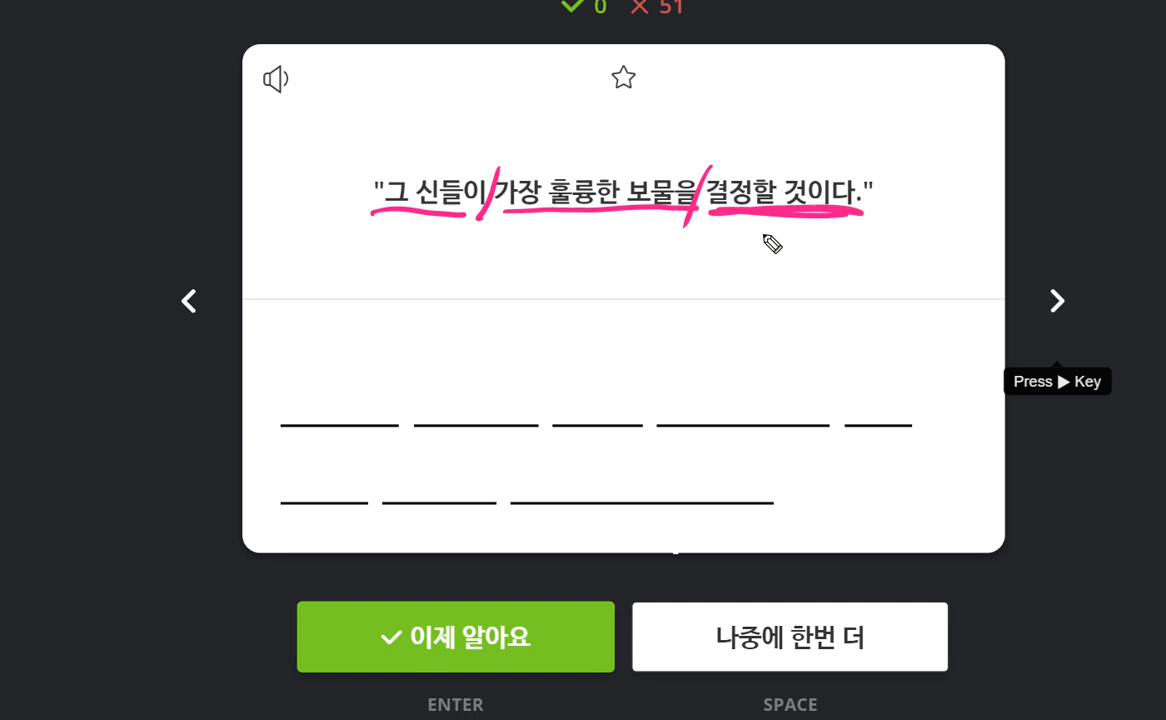 0 51
"그 신들이 가장 훌륭한 보물을 결정할 것이다."
Press ▶ Key
이제 알아요
나중에 한번 더
ENTER
SPACE